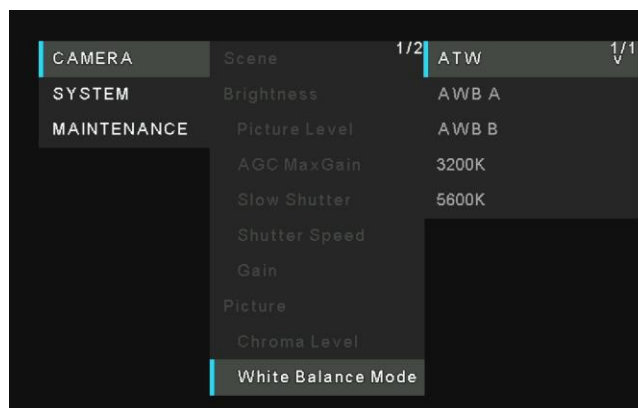 CAMERA
SYSTEM
MAINTENANCE
1/2
Scene
Brightness
Picture Level
AGC MaxGain
Slow Shutter
Shutter Speed
Gain
Picture
Chroma Level
White Balance Mode
1/1
ATW
AWB A
AWB B
3200K
5600K